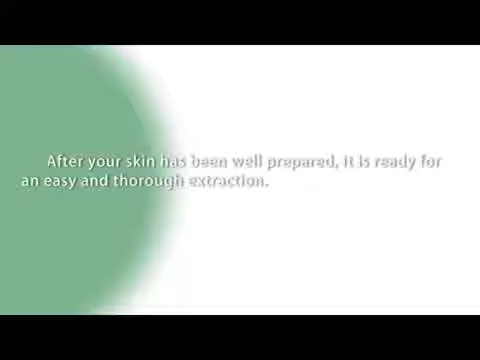 After your skin has been well prepared, it is ready for
an easy and thorough extraction.